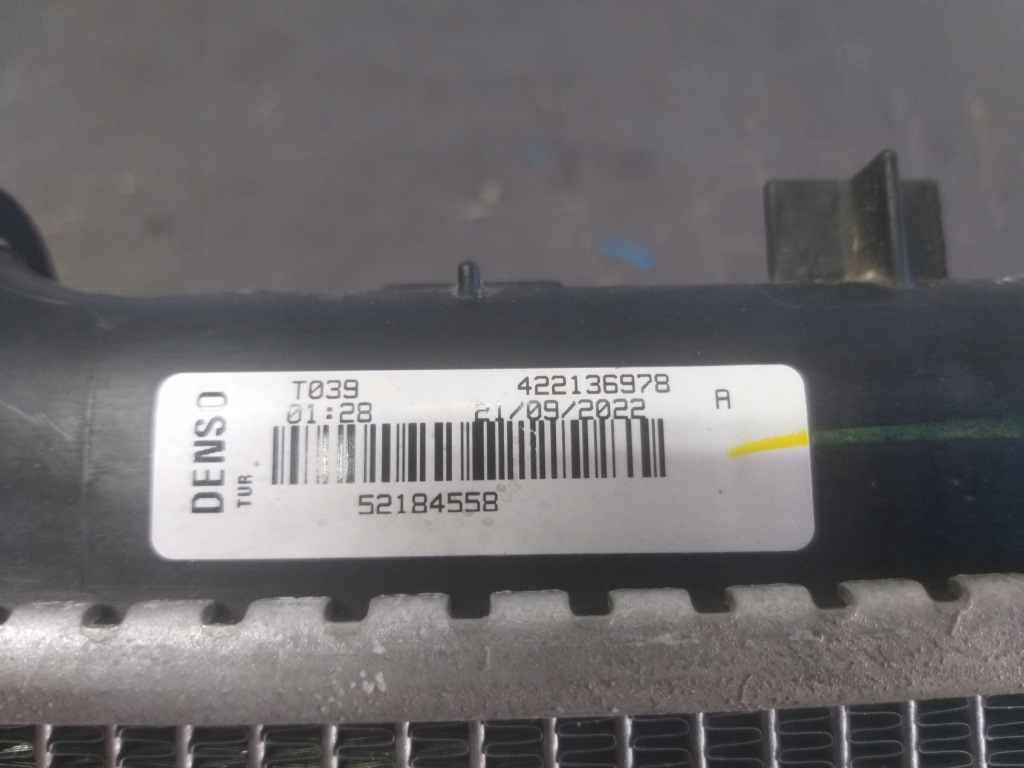 DENSO
TUR
T039 422136978
01:28 21/09/2022 A
52184558